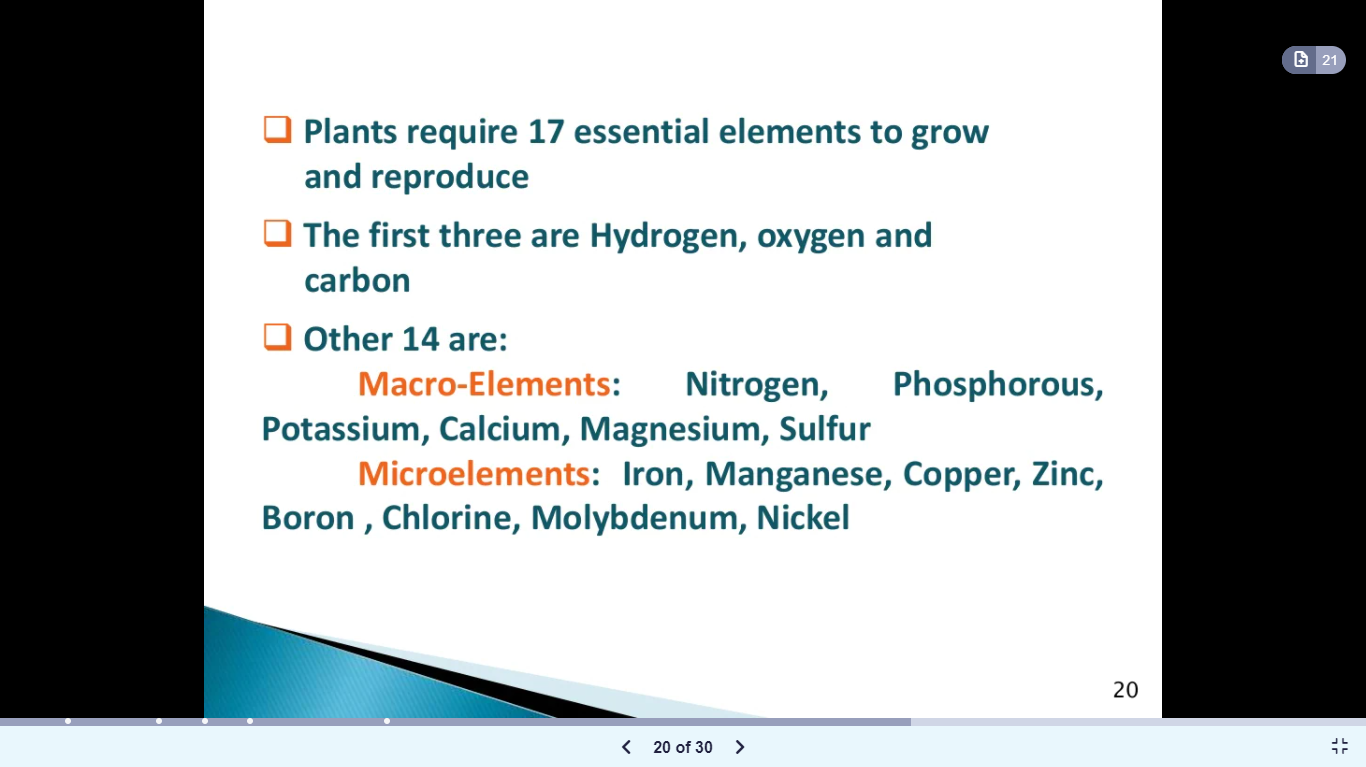 21
Plants require 17 essential elements to grow
and reproduce
The first three are Hydrogen, oxygen and
carbon
Other 14 are:
Macro-Elements: Nitrogen, Phosphorous,
Potassium, Calcium, Magnesium, Sulfur
Microelements: Iron, Manganese, Copper, Zinc,
Boron , Chlorine, Molybdenum, Nickel
20
20 of 30